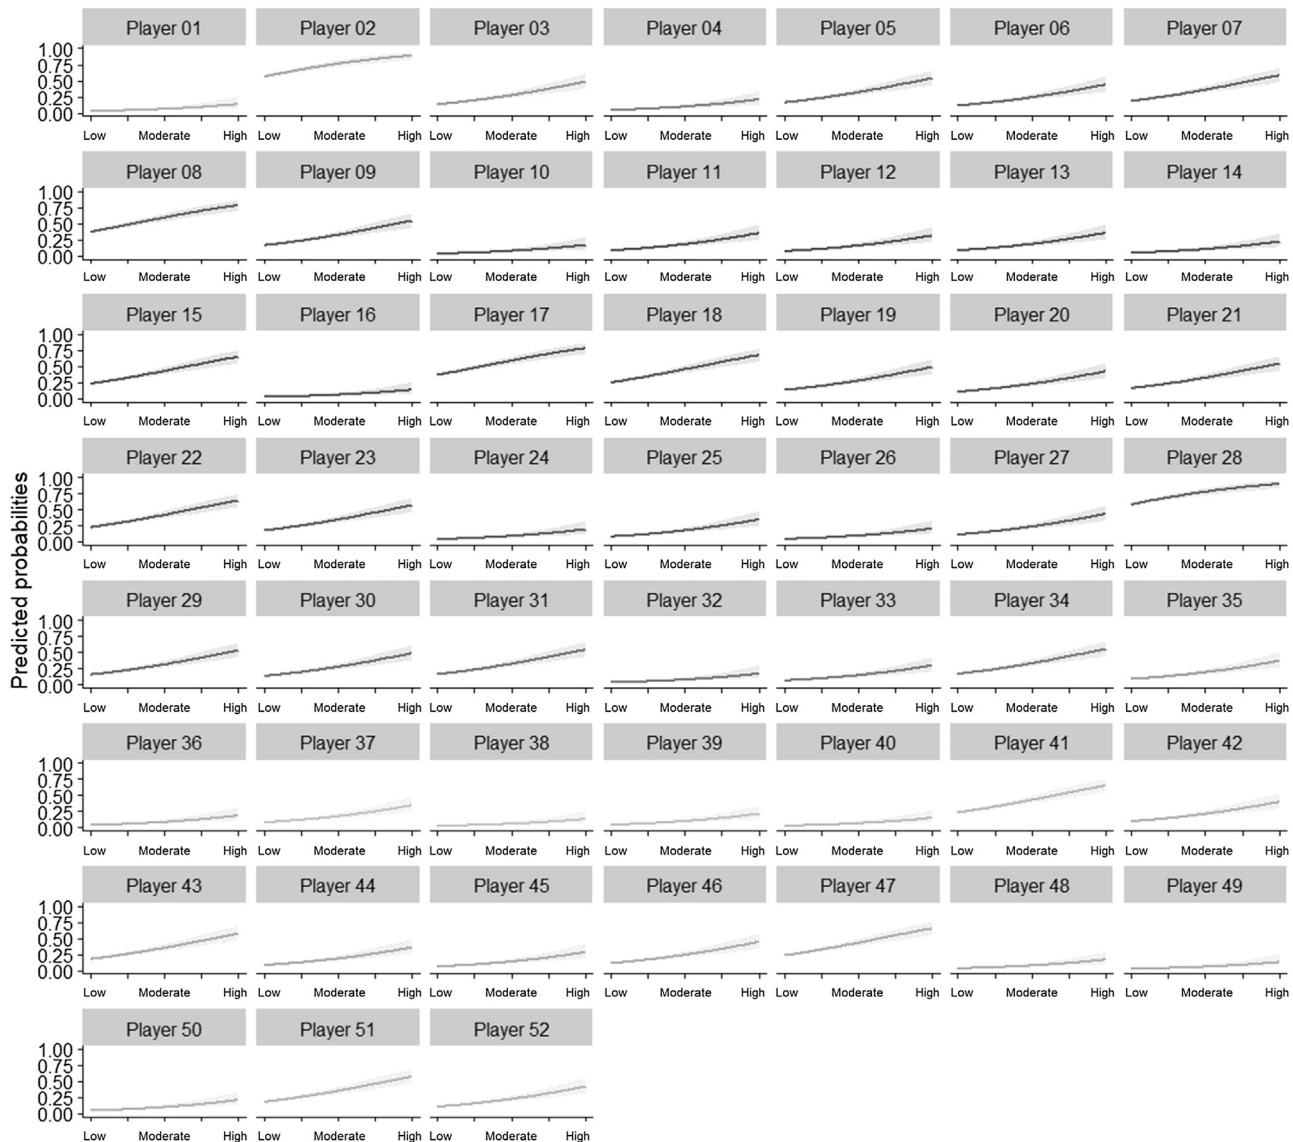 Player 01 Player 02 Player 03 Player 04 Player 05 Player 06 Player 07
1.00
0.75
0.50
0.25
0.00
Low Moderate High Low Moderate High Low Moderate High Low Moderate High Low Moderate High Low Moderate High Low Moderate High
Player 08 Player 09 Player 10 Player 11 Player 12 Player 13 Player 14
1.00
0.75
0.50
0.25
0.00
Low Moderate High Low Moderate High Low Moderate High Low Moderate High Low Moderate High Low Moderate High Low Moderate High
Player 15 Player 16 Player 17 Player 18 Player 19 Player 20 Player 21
1.00
0.75
0.50
0.25
0.00
Low Moderate High Low Moderate High Low Moderate High Low Moderate High Low Moderate High Low Moderate High Low Moderate High
Player 22 Player 23 Player 24 Player 25 Player 26 Player 27 Player 28
1.00
0.75
0.50
0.25
0.00
Low Moderate High Low Moderate High Low Moderate High Low Moderate High Low Moderate High Low Moderate High Low Moderate High
Predicted probabilities
Player 29 Player 30 Player 31 Player 32 Player 33 Player 34 Player 35
1.00
0.75
0.50
0.25
0.00
Low Moderate High Low Moderate High Low Moderate High Low Moderate High Low Moderate High Low Moderate High Low Moderate High
Player 36 Player 37 Player 38 Player 39 Player 40 Player 41 Player 42
1.00
0.75
0.50
0.25
0.00
Low Moderate High Low Moderate High Low Moderate High Low Moderate High Low Moderate High Low Moderate High Low Moderate High
Player 43 Player 44 Player 45 Player 46 Player 47 Player 48 Player 49
1.00
0.75
0.50
0.25
0.00
Low Moderate High Low Moderate High Low Moderate High Low Moderate High Low Moderate High Low Moderate High Low Moderate High
Player 50 Player 51 Player 52
1.00
0.75
0.50
0.25
0.00
Low Moderate High Low Moderate High Low Moderate High